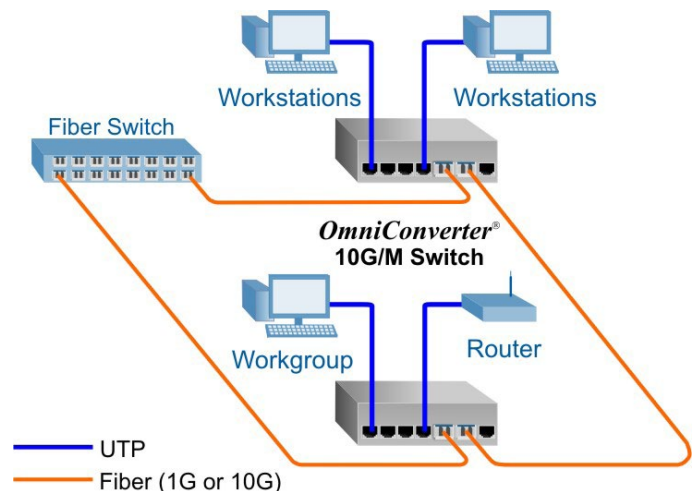 Workstations
Workstations
Fiber Switch
OmniConverter®
10G/M Switch
Workgroup
Router
UTP
Fiber (1G or 10G)